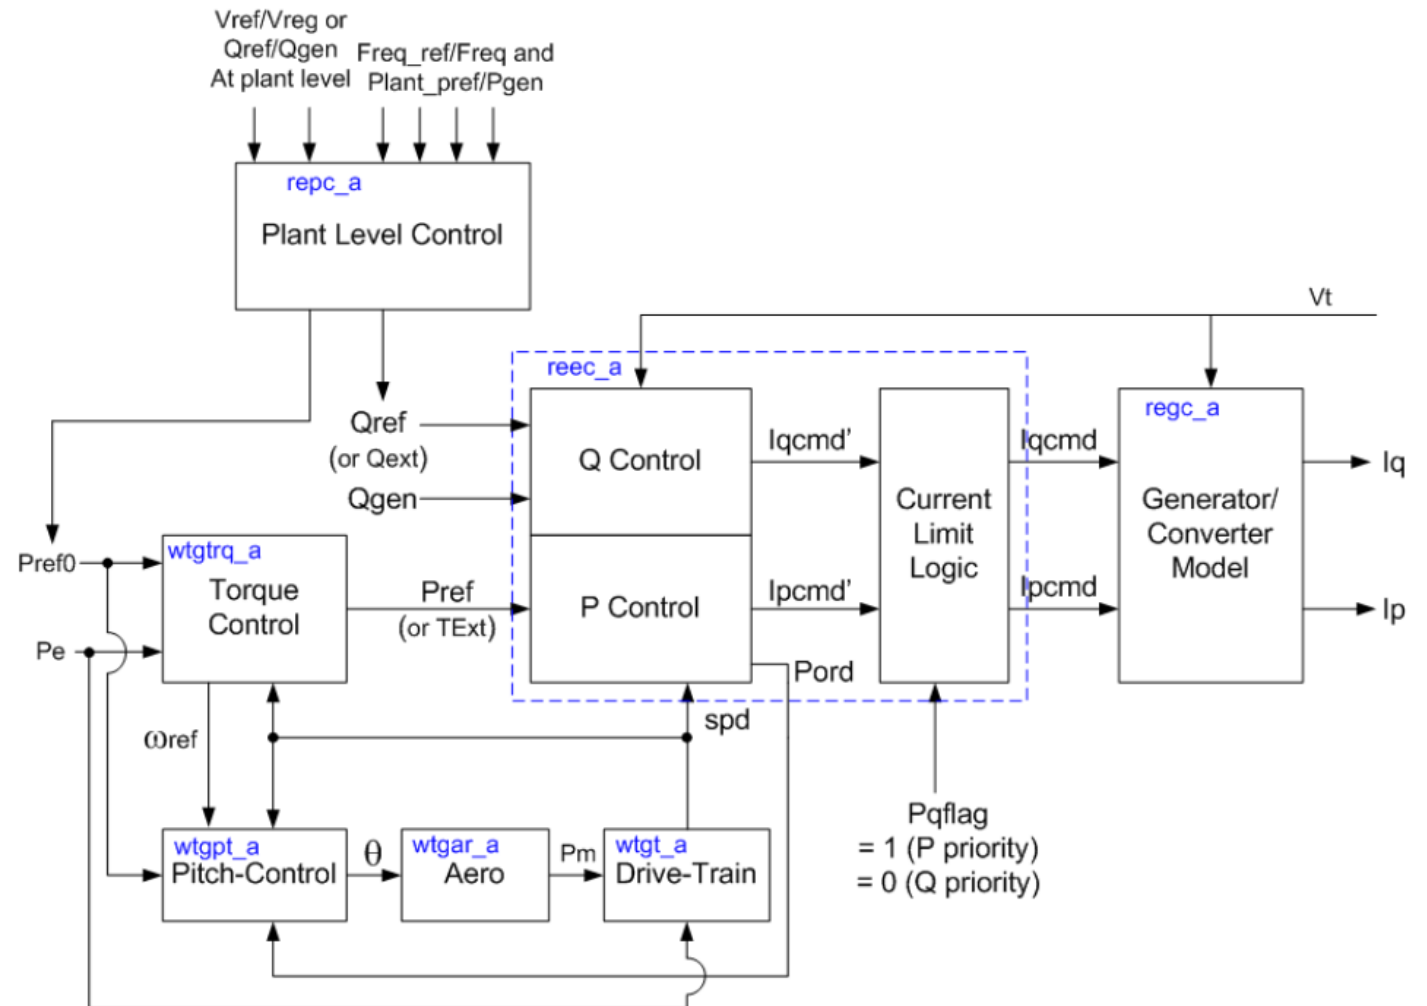 Vref/Vreg or
Qref/Qgen
At plant level
Freq_ref/Freq and
Plant_pref/Pgen
repc_a
Plant Level Control
Vt
reec_a
regc_a
Qref
(or Qext)
Qgen
Q Control
Iqcmd’
Current
Limit
Logic
Iqcmd
Generator/
Converter
Model
Iq
Pref0
wtgtrq_a
Torque
Control
Pref
(or TExt)
P Control
Ipcmd’
Ipcmd
Ip
Pe
Pord
spd
ωref
Pqflag
= 1 (P priority)
= 0 (Q priority)
wtgpt_a
Pitch-Control
θ
wtgar_a
Aero
Pm
wtgt_a
Drive-Train